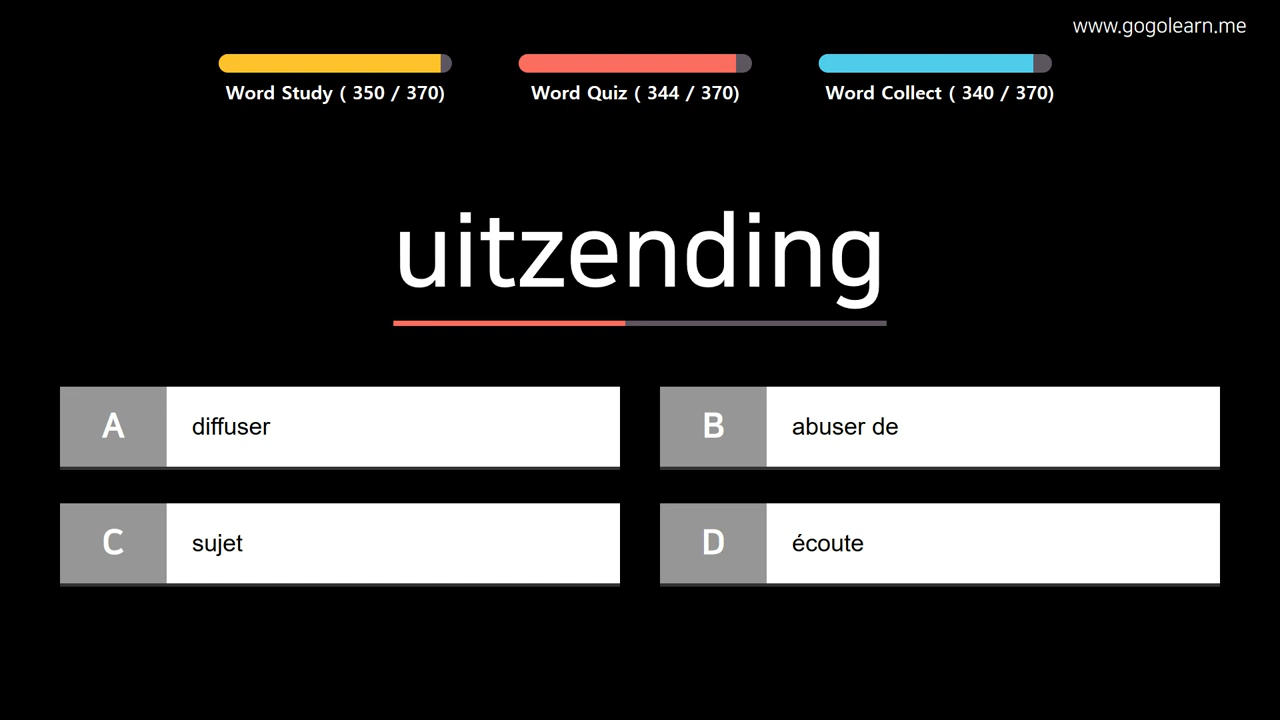 www.gogolearn.me
Word Study ( 350 / 370)
Word Quiz ( 344 / 370)
Word Collect ( 340 / 370)
uitzending
A diffuser
B abuser de
C sujet
D écoute